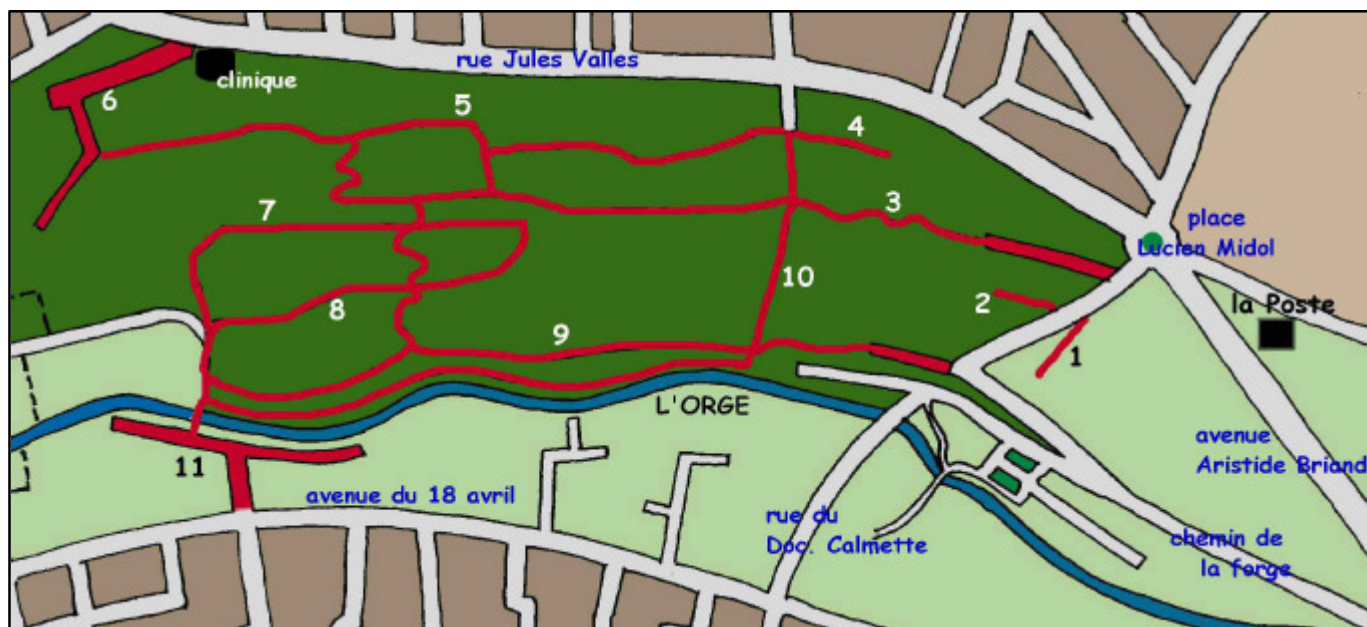 rue Jules Valles
clinique
6
5
4
7
3
place
Lucien Midol
10
2
la Poste
8
9
1
L'ORGE
11
avenue
Aristide Briand
avenue du 18 avril
rue du
Doc. Calmette
chemin de
la forge